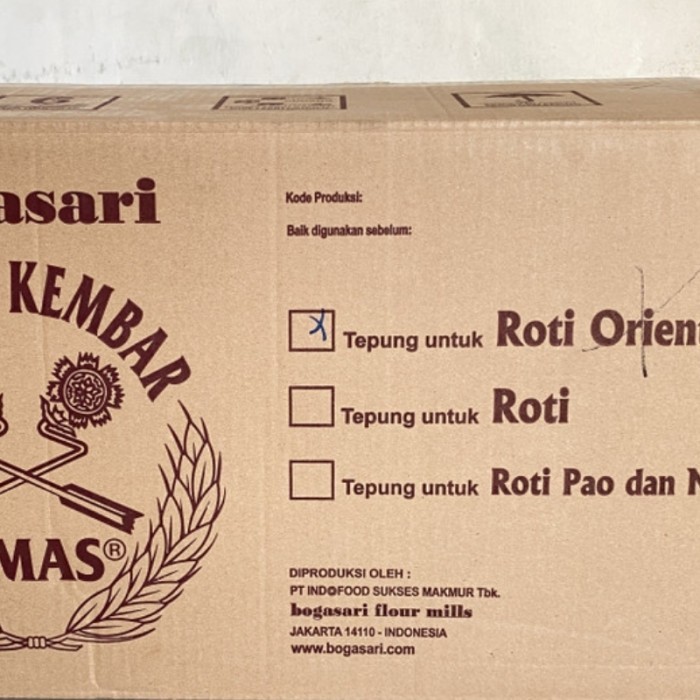 asari
KEMBAR
MAS®
Kode Produksi:
Baik digunakan sebelum:
Tepung untuk Roti Orient
Tepung untuk Roti
Tepung untuk Roti Pao dan
DIPRODUKSI OLEH :
PT INDOFOOD SUKSES MAKMUR Tbk.
bogasari flour mills
JAKARTA 14110 - INDONESIA
www.bogasari.com